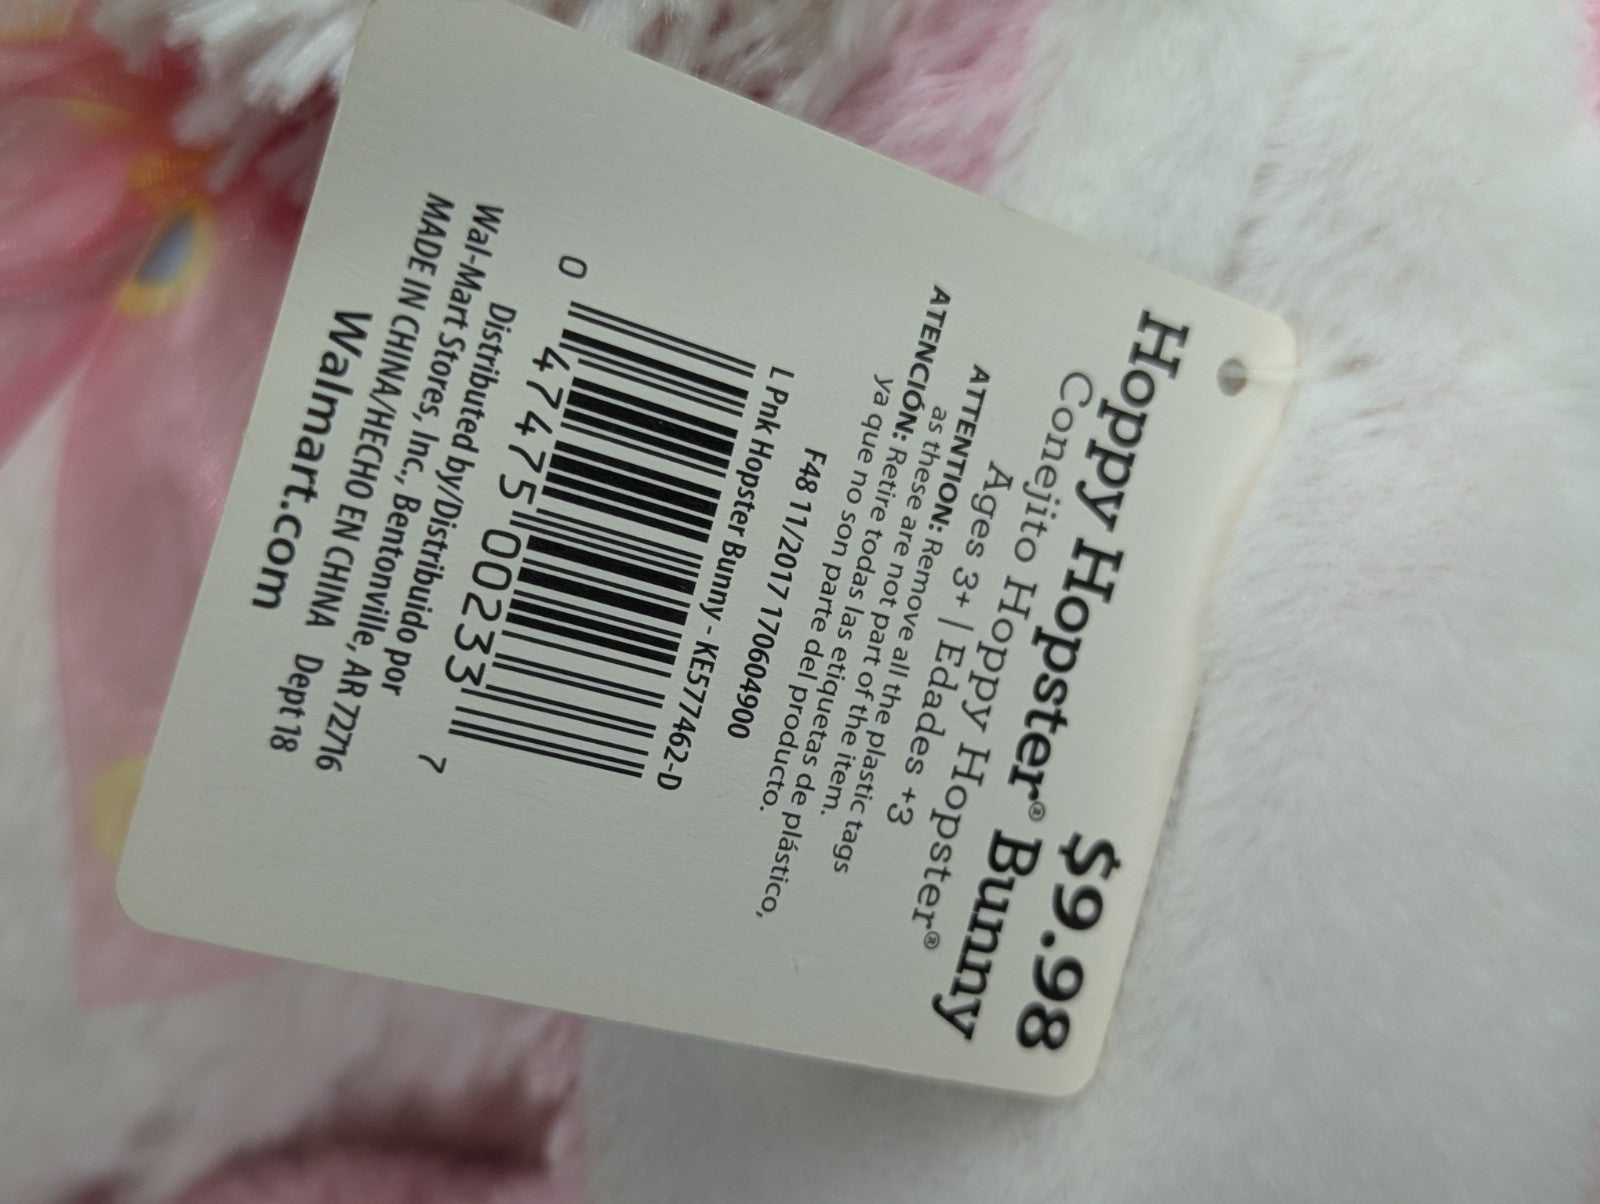 $9.98
Hoppy Hopster® Bunny
Conejito Hoppy Hopster®
Ages 3+ | Edades +3
ATTENTION: Remove all the plastic tags
as these are not part of the item.
ATENCIÓN: Retire todas las etiquetas de plástico,
ya que no son parte del producto.
F48 11/2017 170604900
L Pnk Hopster Bunny - KE577462-D
0 47475 00233 7
Distributed by/Distribuido por
Wal-Mart Stores, Inc., Bentonville, AR 72716
MADE IN CHINA/HECHO EN CHINA Dept 18
Walmart.com